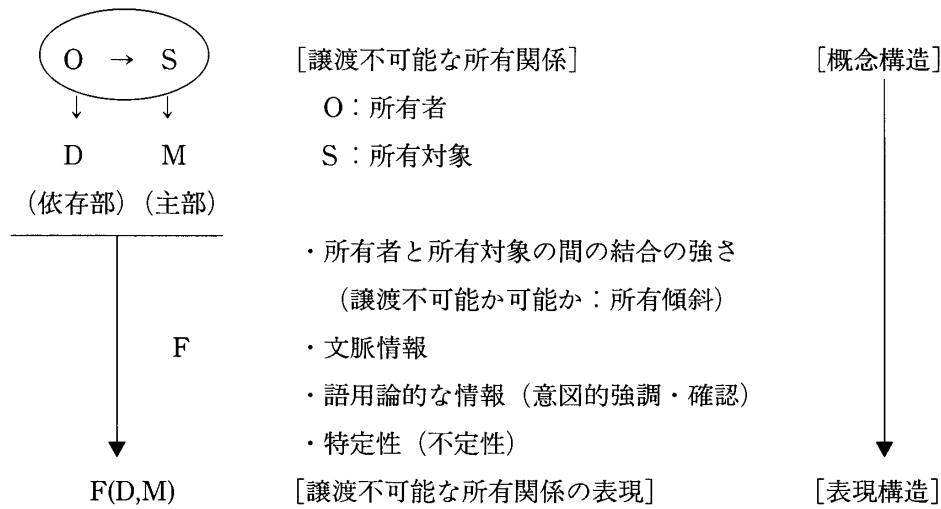 O → S [譲渡不可能な所有関係] [概念構造]
↓ ↓ O：所有者
D M S：所有対象
(依存部) (主部)
・所有者と所有対象の間の結合の強さ
(譲渡不可能か可能か：所有傾斜)
F ・文脈情報
・語用論的な情報 (意図的強調・確認)
・特定性 (不定性)
F(D,M) [譲渡不可能な所有関係の表現] [表現構造]